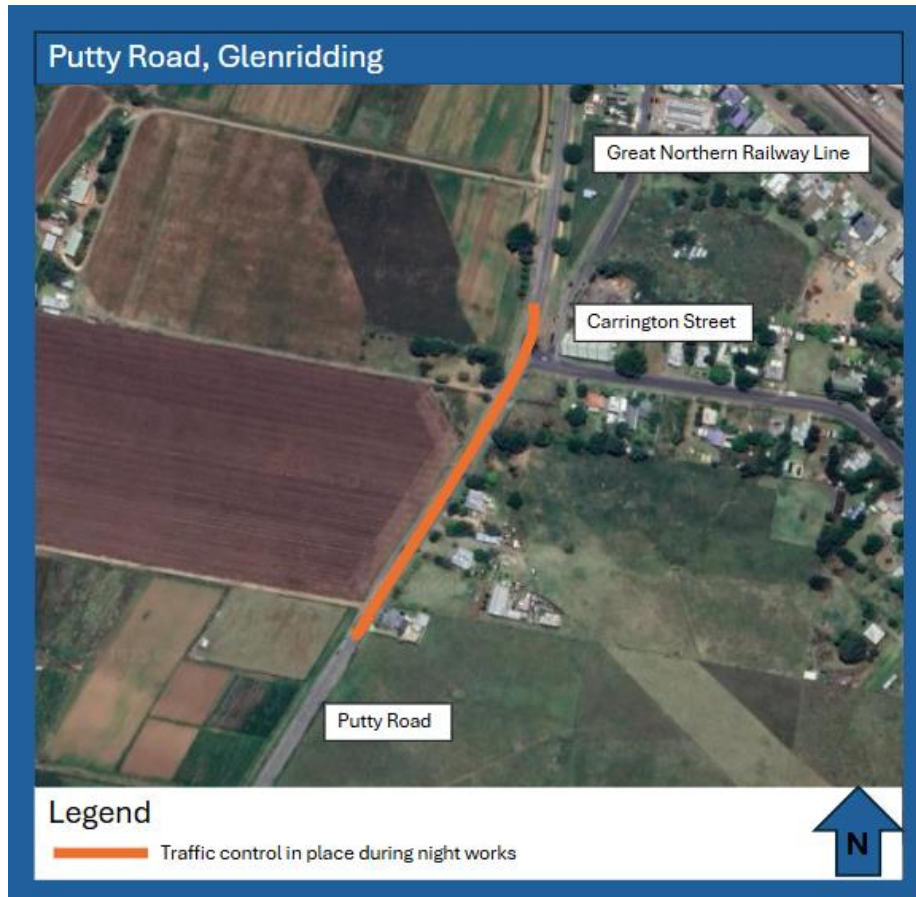 Putty Road, Glenridding
Great Northern Railway Line
Carrington Street
Putty Road
Legend
Traffic control in place during night works
N